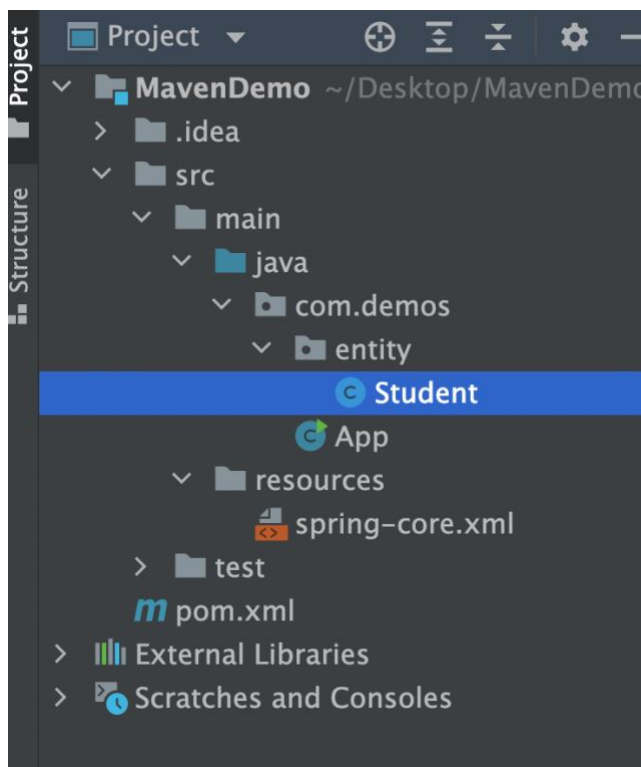 Project
Project
Structure
MavenDemo ~/Desktop/MavenDemo
.idea
src
main
java
com.demos
entity
C Student
C App
resources
<> spring-core.xml
test
m pom.xml
External Libraries
Scratches and Consoles